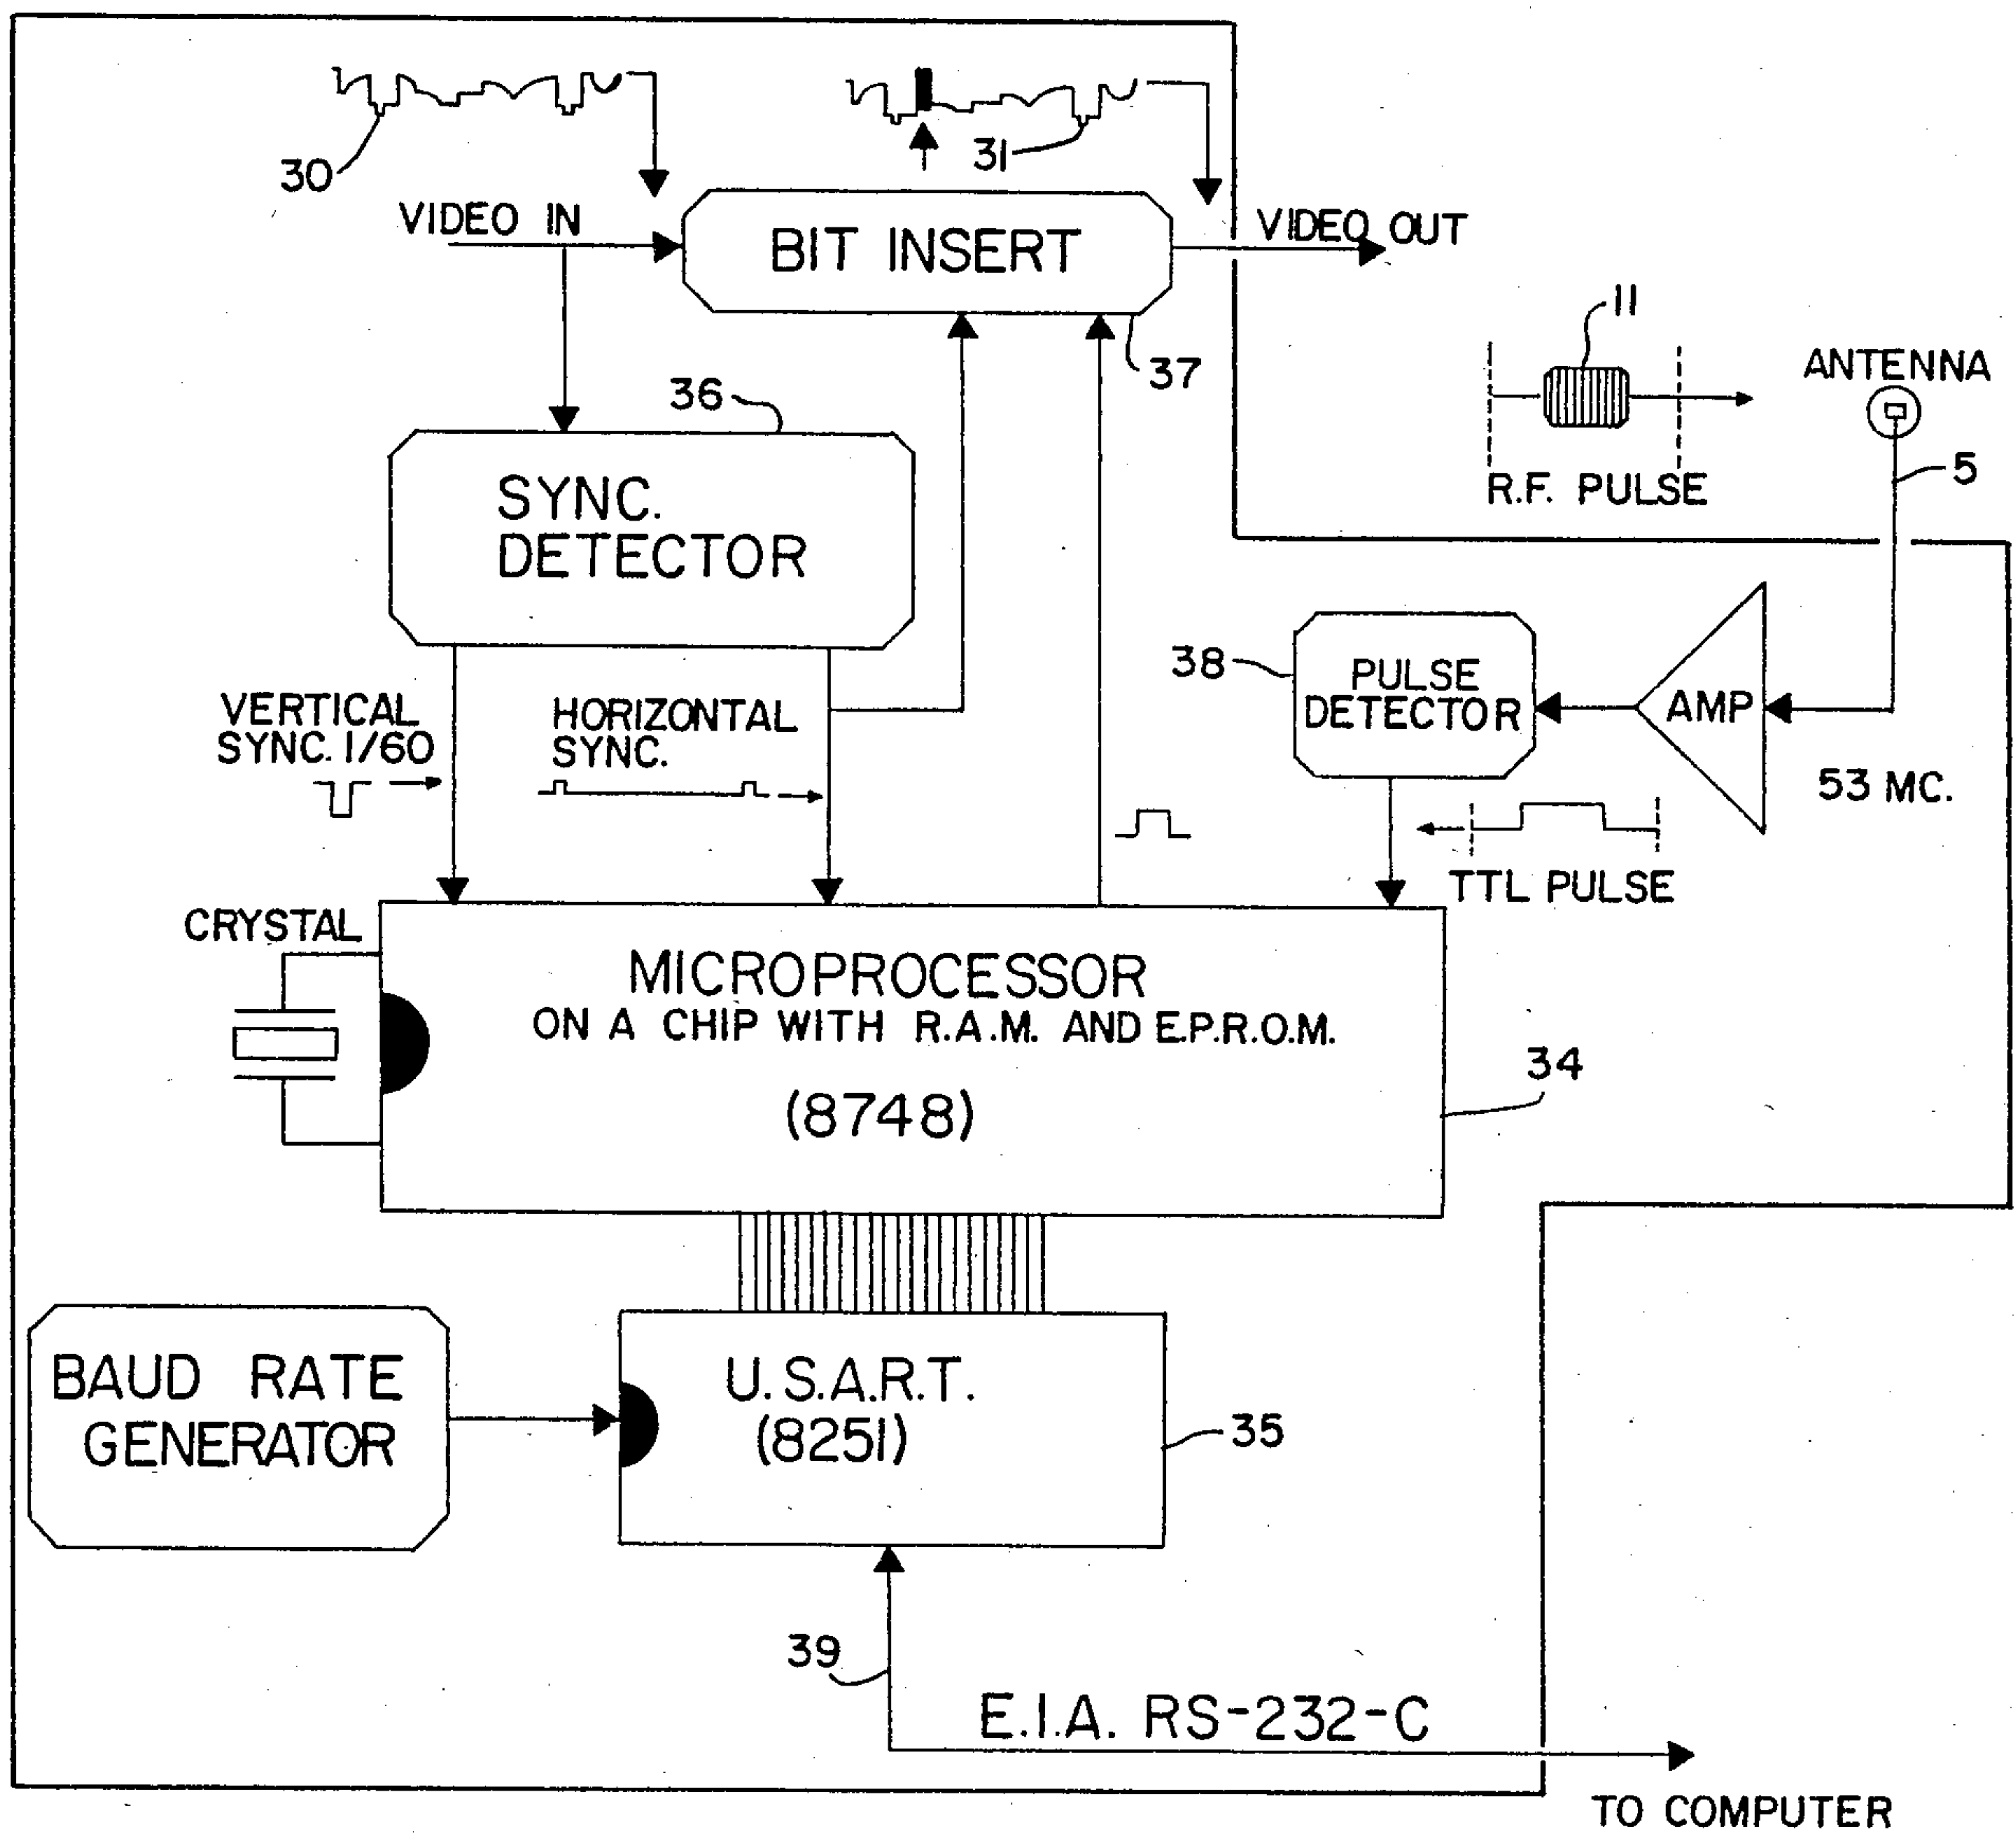 30
31
VIDEO IN
BIT INSERT
VIDEO OUT
37
11
R.F. PULSE
ANTENNA
5
36
SYNC.
DETECTOR
38
PULSE
DETECTOR
AMP
53 MC.
VERTICAL
SYNC. 1/60
HORIZONTAL
SYNC.
TTL PULSE
CRYSTAL
MICROPROCESSOR
ON A CHIP WITH R.A.M. AND E.P.R.O.M.
(8748)
34
BAUD RATE
GENERATOR
U.S.A.R.T.
(8251)
35
39
E.I.A. RS-232-C
TO COMPUTER